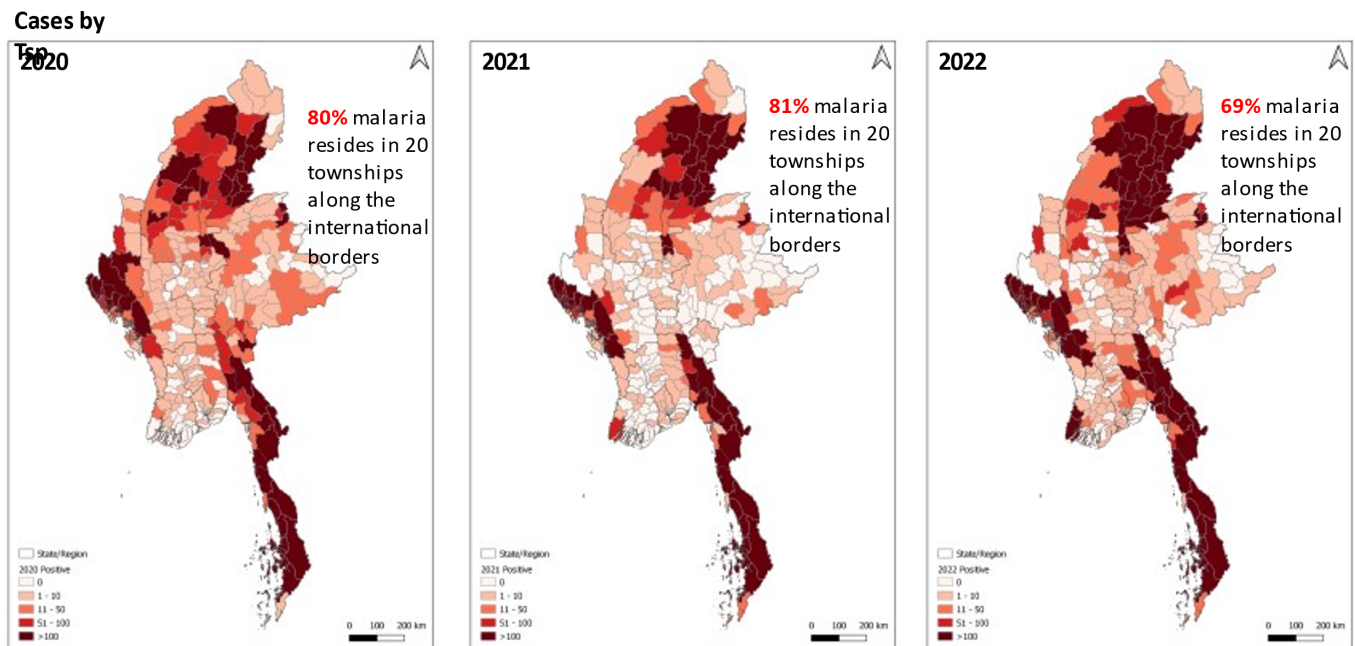 Cases by
Tsp
2020
80% malaria
resides in 20
townships
along the
international
borders
State/Region
2020 Positive
0
1 - 10
11 - 50
51 - 100
>100
0 100 200 km
2021
81% malaria
resides in 20
townships
along the
international
borders
State/Region
2021 Positive
0
1 - 10
11 - 50
51 - 100
>100
0 100 200 km
2022
69% malaria
resides in 20
townships
along the
international
borders
State/Region
2022 Positive
0
1 - 10
11 - 50
51 - 100
>100
0 100 200 km